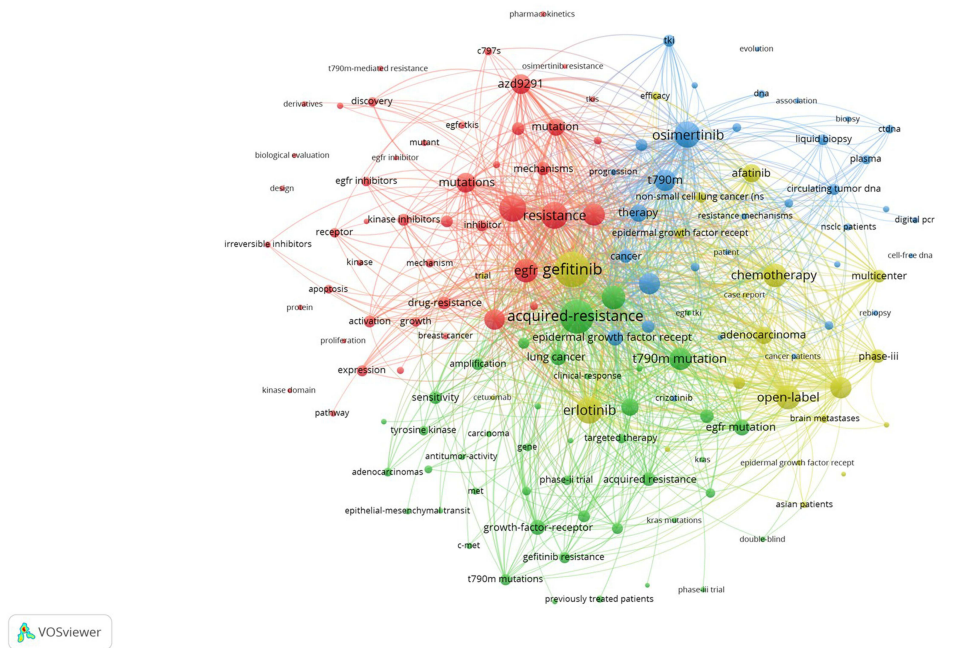 pharmacokinetics
tki
c797s
evolution
t790m-mediated resistance
osimertinib resistance
azd9291
efficacy
dna
association
derivatives
discovery
tkis
biopsy
egfr-tkis
mutation
osimertinib
ctdna
liquid biopsy
mutant
biological evaluation
egfr inhibitor
plasma
mechanisms
progression
afatinib
t790m
egfr inhibitors
mutations
design
circulating tumor dna
non-small cell lung cancer (ns
kinase inhibitors
resistance
therapy
resistance mechanisms
digital pcr
inhibitor
nsclc patients
receptor
epidermal growth factor recept
irreversible inhibitors
patient
cancer
cell-free dna
kinase
mechanism
egfr
gefitinib
trial
chemotherapy
multicenter
apoptosis
case report
protein
drug-resistance
acquired-resistance
egfr-tki
rebiopsy
activation
growth
breast-cancer
epidermal growth factor recept
adenocarcinoma
proliferation
lung cancer
t790m mutation
cancer patients
phase-iii
amplification
expression
clinical-response
kinase domain
sensitivity
cetuximab
crizotinib
open-label
pathway
erlotinib
brain metastases
tyrosine kinase
carcinoma
egfr mutation
targeted therapy
gene
antitumor-activity
kras
epidermal growth factor recept
adenocarcinomas
phase-ii trial
acquired resistance
met
asian patients
epithelial-mesenchymal transit
kras mutations
growth-factor-receptor
double-blind
c-met
gefitinib resistance
t790m mutations
phase-iii trial
previously treated patients
VOSviewer